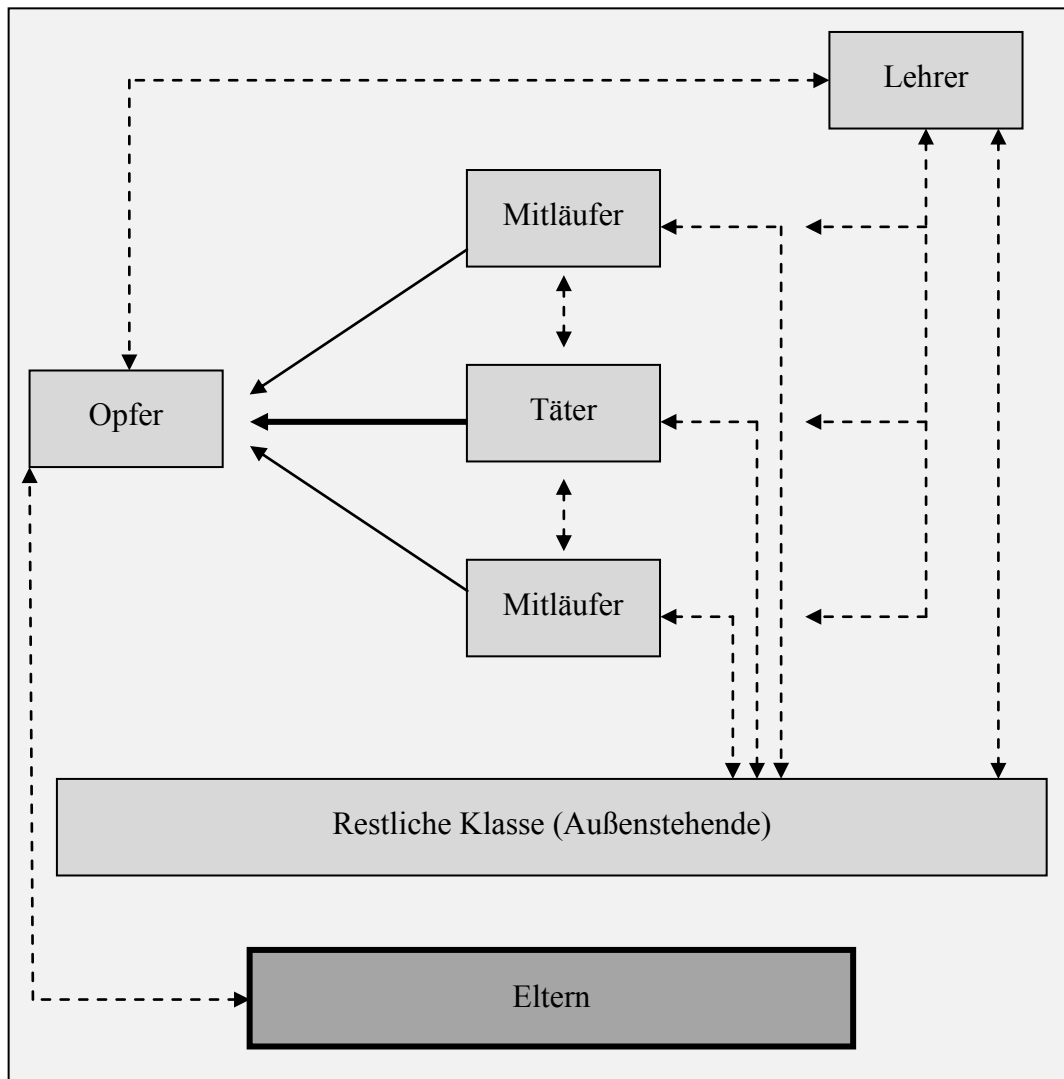 Lehrer
Mitläufer
Opfer
Täter
Mitläufer
Restliche Klasse (Außenstehende)
Eltern